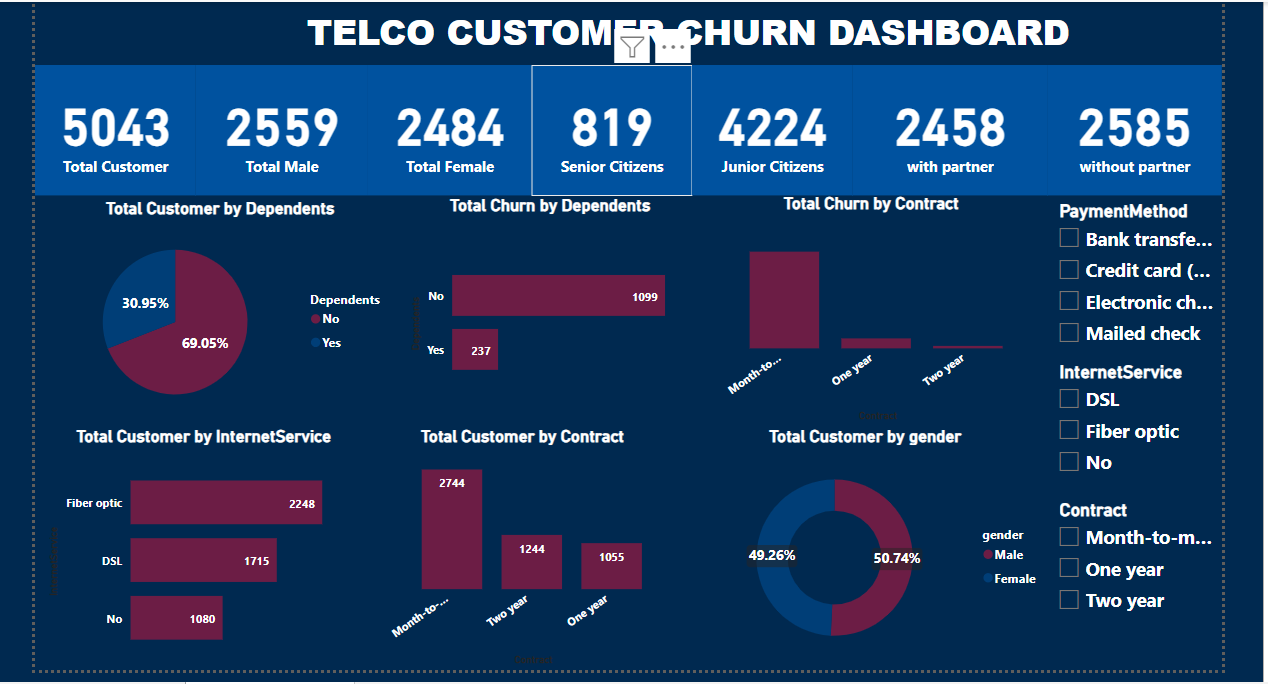 TELCO CUSTOMER CHURN DASHBOARD
5043
Total Customer
2559
Total Male
2484
Total Female
819
Senior Citizens
4224
Junior Citizens
2458
with partner
2585
without partner
Total Customer by Dependents
30.95%
69.05%
Dependents
No
Yes
Total Churn by Dependents
No
1099
Yes
237
Total Churn by Contract
Month-to...
One year
Two year
PaymentMethod
Bank transfe...
Credit card (...
Electronic ch...
Mailed check
InternetService
DSL
Fiber optic
No
Contract
Month-to-m...
One year
Two year
Total Customer by InternetService
Fiber optic
2248
DSL
1715
No
1080
Total Customer by Contract
2744
1244
1055
Month-to-...
Two year
One year
Total Customer by gender
49.26%
50.74%
gender
Male
Female